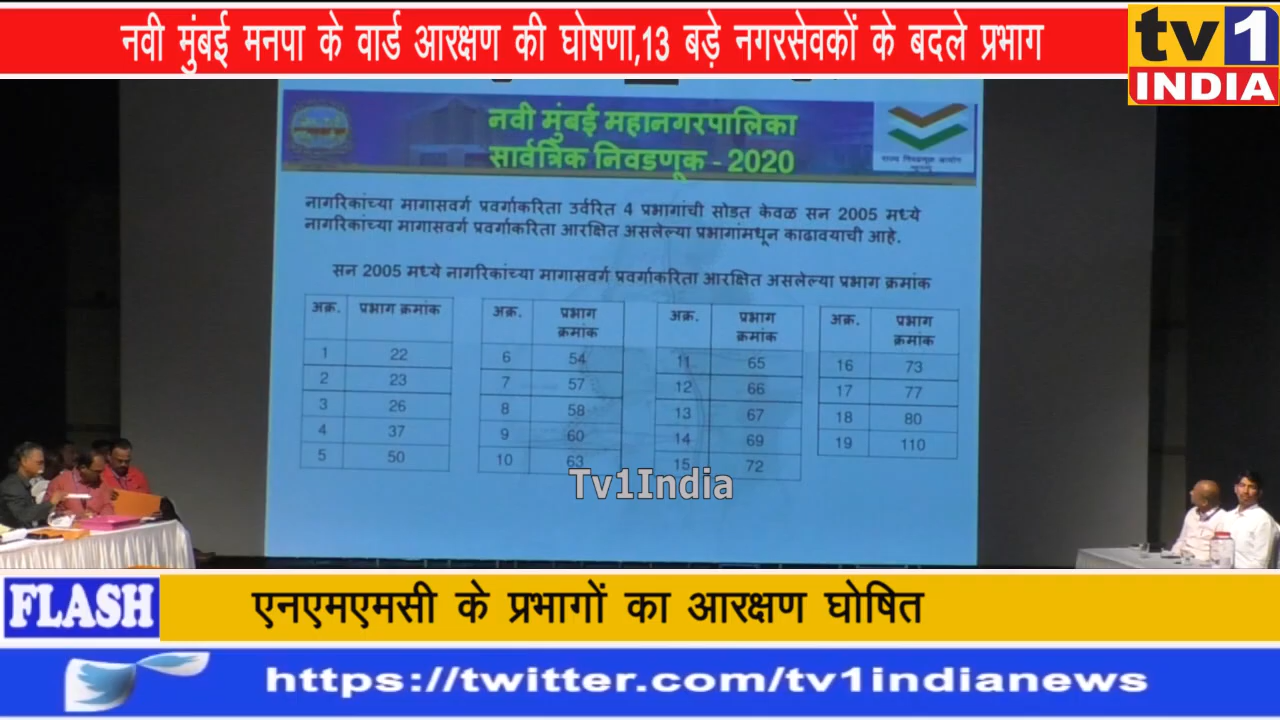 नवी मुंबई मनपा के वार्ड आरक्षण की घोषणा,13 बड़े नगरसेवकों के बदले प्रभाग
tv1
INDIA
नवी मुंबई महानगरपालिका
सार्वत्रिक निवडणूक - 2020
राज्य निवडणूक आयोग
नागरिकांच्या मागासवर्ग प्रवर्गाकरिता उर्वरित 4 प्रभागांची सोडत केवळ सन 2005 मध्ये
नागरिकांच्या मागासवर्ग प्रवर्गाकरिता आरक्षित असलेल्या प्रभागांमधून काढावयाची आहे.
सन 2005 मध्ये नागरिकांच्या मागासवर्ग प्रवर्गाकरिता आरक्षित असलेल्या प्रभाग क्रमांक
अक्र. प्रभाग क्रमांक
1 22
2 23
3 26
4 37
5 50
अक्र. प्रभाग
क्रमांक
6 54
7 57
8 58
9 60
10 63
अक्र. प्रभाग
क्रमांक
11 65
12 66
13 67
14 69
15 72
अक्र. प्रभाग
क्रमांक
16 73
17 77
18 80
19 110
Tv1India
FLASH
एनएमएमसी के प्रभागों का आरक्षण घोषित
https://twitter.com/tv1indianews